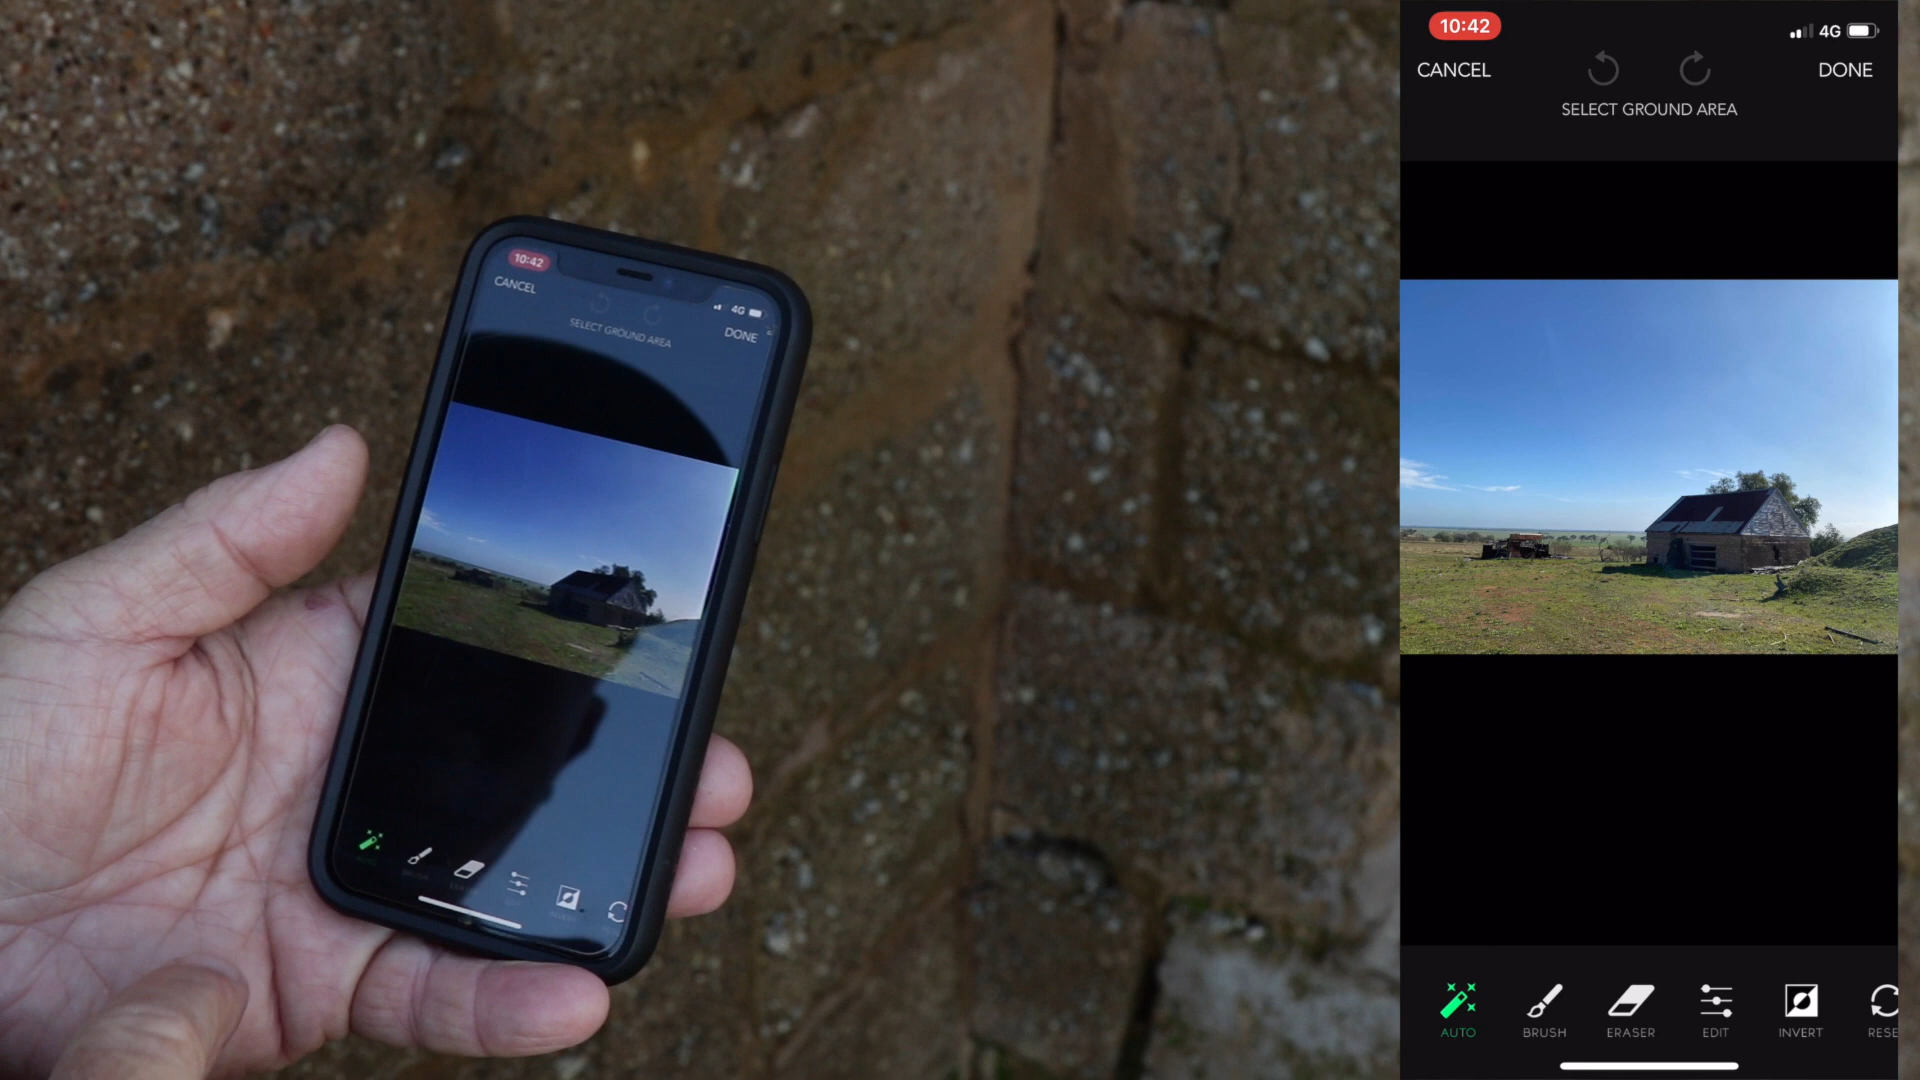 10:42
CANCEL
4G
DONE
SELECT GROUND AREA
10:42
4G
CANCEL
DONE
SELECT GROUND AREA
AUTO
BRUSH
ERASER
EDIT
INVERT
RESE